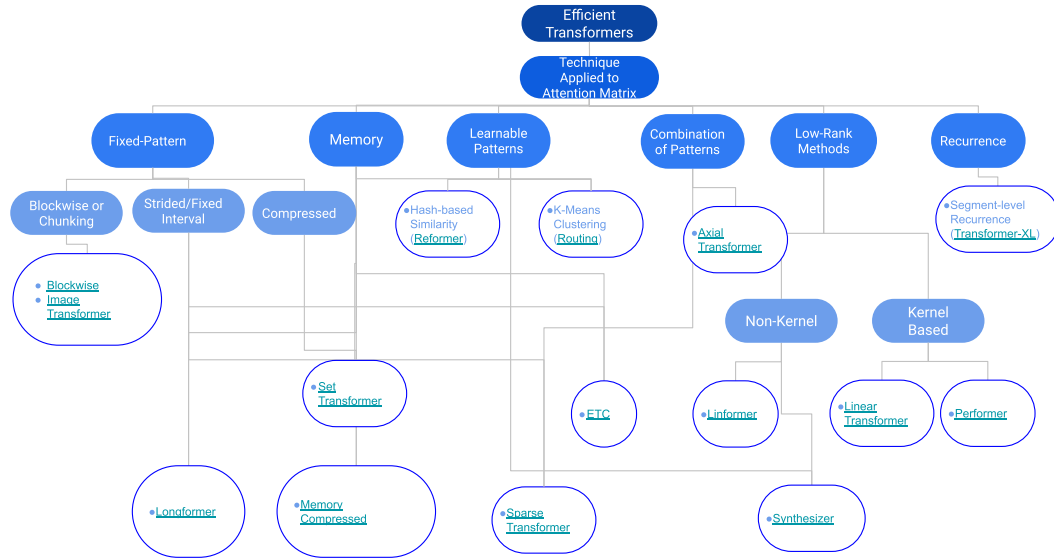 Efficient
Transformers
Technique
Applied to
Attention Matrix
Fixed-Pattern
Memory
Learnable
Patterns
Combination
of Patterns
Low-Rank
Methods
Recurrence
Blockwise or
Chunking
Strided/Fixed
Interval
Compressed
Hash-based
Similarity
(Reformer)
K-Means
Clustering
(Routing)
Axial
Transformer
Segment-level
Recurrence
(Transformer-XL)
Blockwise
Image
Transformer
Non-Kernel
Kernel
Based
Set
Transformer
ETC
Linformer
Linear
Transformer
Performer
Longformer
Memory
Compressed
Sparse
Transformer
Synthesizer